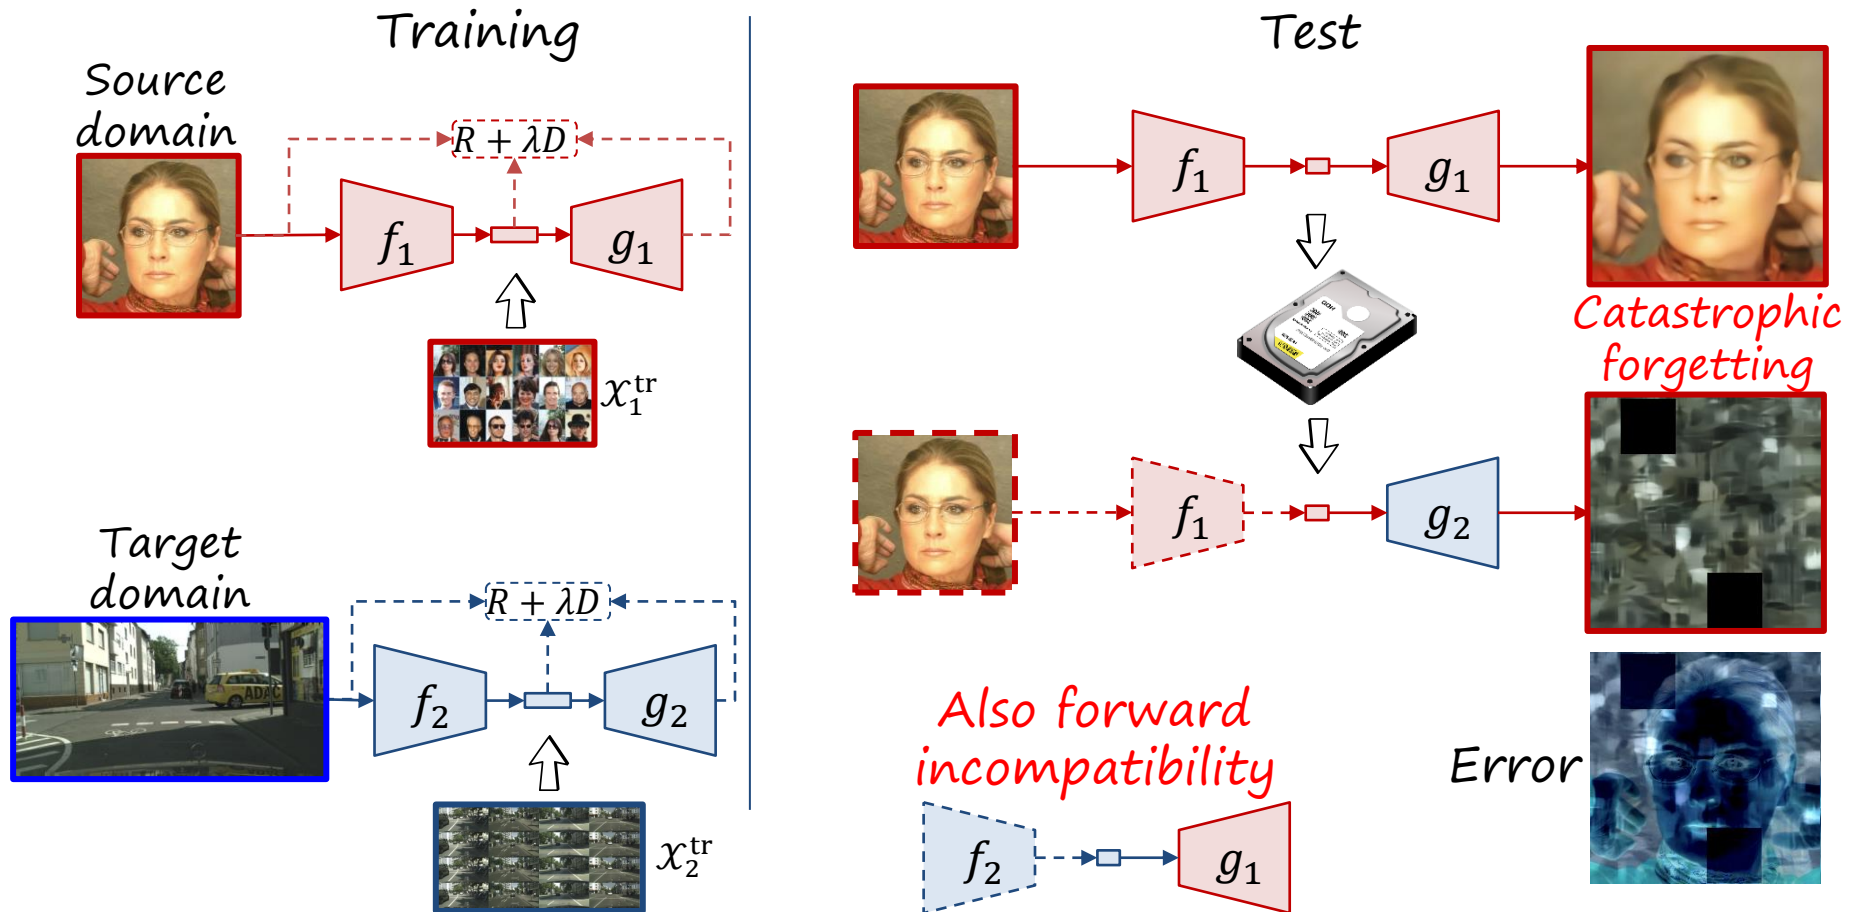 Training
Source
domain
R + λD
f₁
g₁
𝒳₁ᵗʳ
Target
domain
R + λD
ADAC
f₂
g₂
𝒳₂ᵗʳ
Test
f₁
g₁
Catastrophic
forgetting
f₁
g₂
Also forward
incompatibility
Error
f₂
g₁